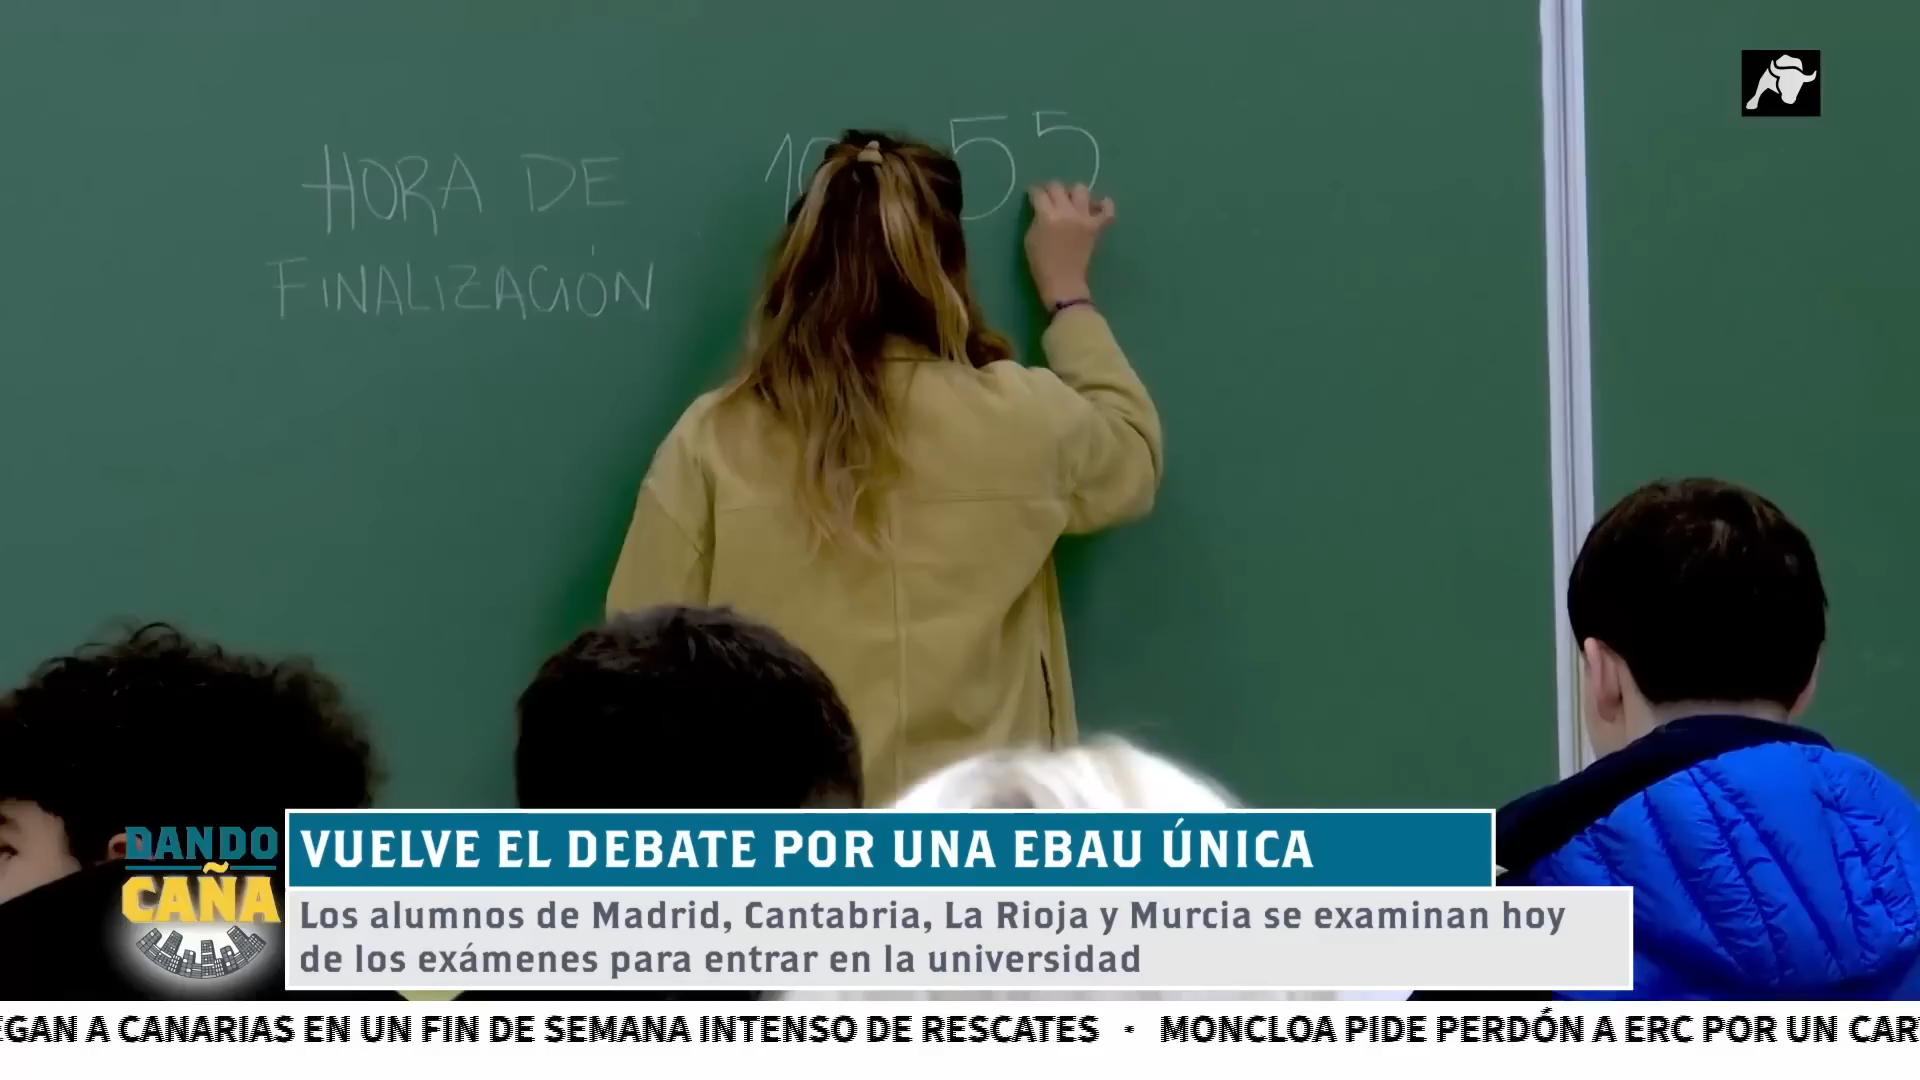 HORA DE
FINALIZACIÓN
55
DANDO
CAÑA
VUELVE EL DEBATE POR UNA EBAU ÚNICA
Los alumnos de Madrid, Cantabria, La Rioja y Murcia se examinan hoy
de los exámenes para entrar en la universidad
A CANARIAS EN UN FIN DE SEMANA INTENSO DE RESCATES · MONCLOA PIDE PERDÓN A ERC POR UN